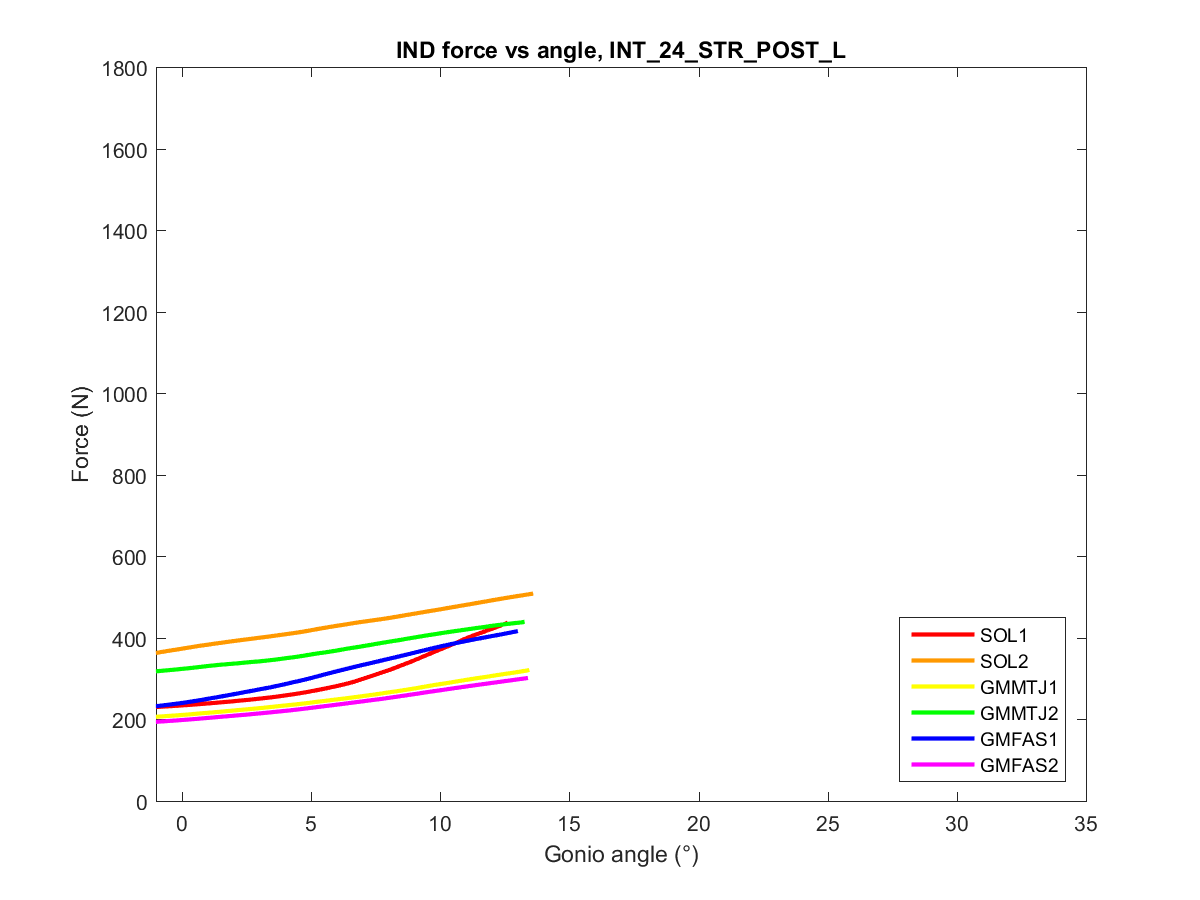 IND force vs angle, INT_24_STR_POST_L
1800
1600
1400
1200
1000
800
600
400
200
0
Force (N)
0 5 10 15 20 25 30 35
Gonio angle (°)
SOL1
SOL2
GMMTJ1
GMMTJ2
GMFAS1
GMFAS2